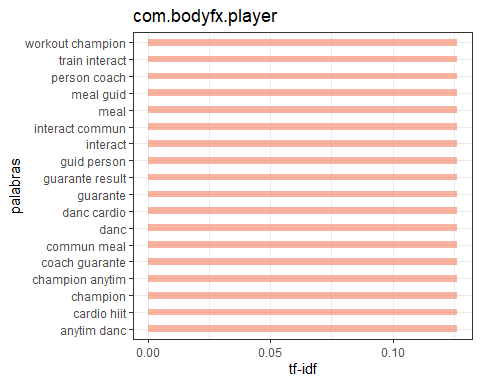 com.bodyfx.player
workout champion
train interact
person coach
meal guid
meal
interact commun
interact
guid person
guarante result
guarante
danc cardio
danc
commun meal
coach guarante
champion anytim
champion
cardio hiit
anytim danc
palabras
0.00 0.05 0.10
tf-idf